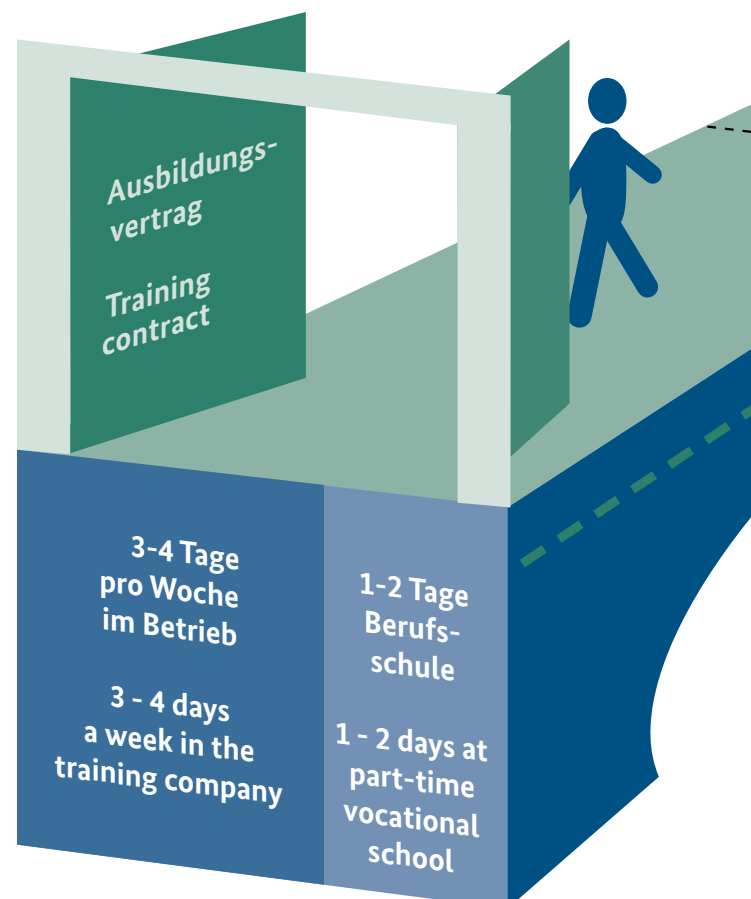 Ausbildungs-
vertrag
Training
contract
3-4 Tage
pro Woche
im Betrieb
3 - 4 days
a week in the
training company
1-2 Tage
Berufs-
schule
1 - 2 days at
part-time
vocational
school